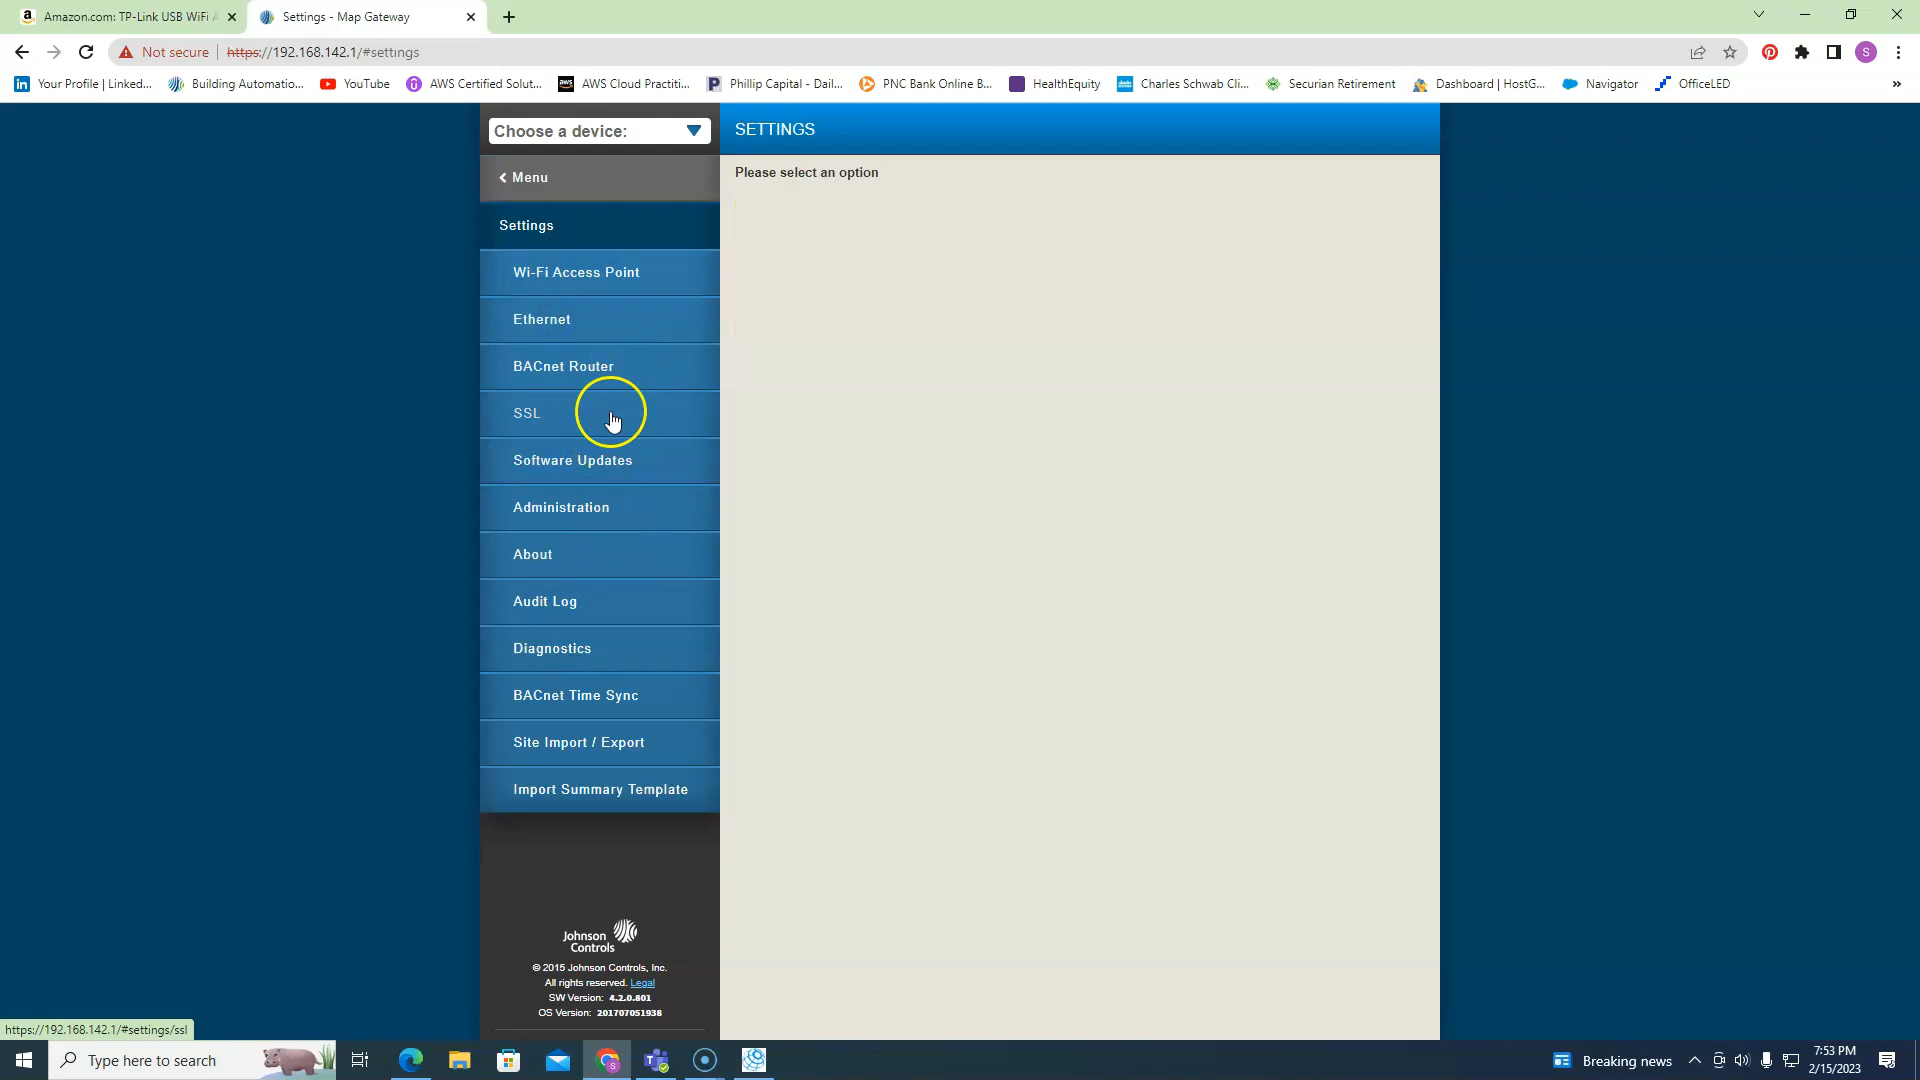 Amazon.com: TP-Link USB WiFi A
Settings - Map Gateway
Not secure
https://192.168.142.1/#settings
S
Your Profile | Linked...
Building Automatio...
YouTube
AWS Certified Solut...
aws
AWS Cloud Practiti...
Phillip Capital - Dail...
PNC Bank Online B...
HealthEquity
Charles Schwab Cli...
Securian Retirement
Dashboard | HostG...
Navigator
OfficeLED
»
Choose a device:
SETTINGS
Menu
Please select an option
Settings
Wi-Fi Access Point
Ethernet
BACnet Router
SSL
Software Updates
Administration
About
Audit Log
Diagnostics
BACnet Time Sync
Site Import / Export
Import Summary Template
Johnson
Controls
© 2015 Johnson Controls, Inc.
All rights reserved. Legal
SW Version: 4.2.0.801
OS Version: 201707051938
https://192.168.142.1/#settings/ssl
Type here to search
Breaking news
7:53 PM
2/15/2023